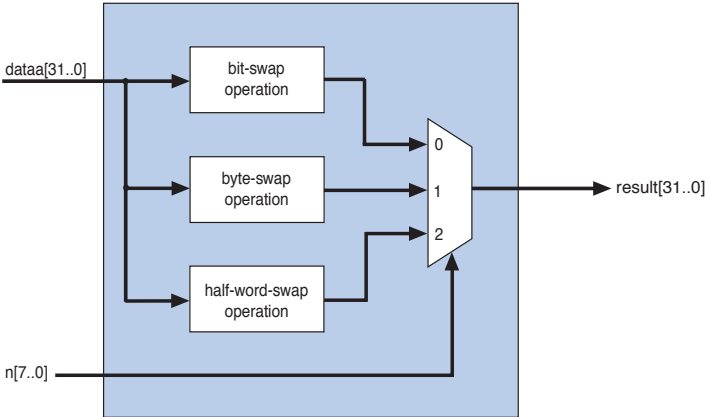 dataa[31..0]
bit-swap
operation
0
byte-swap
operation
1
result[31..0]
2
half-word-swap
operation
n[7..0]